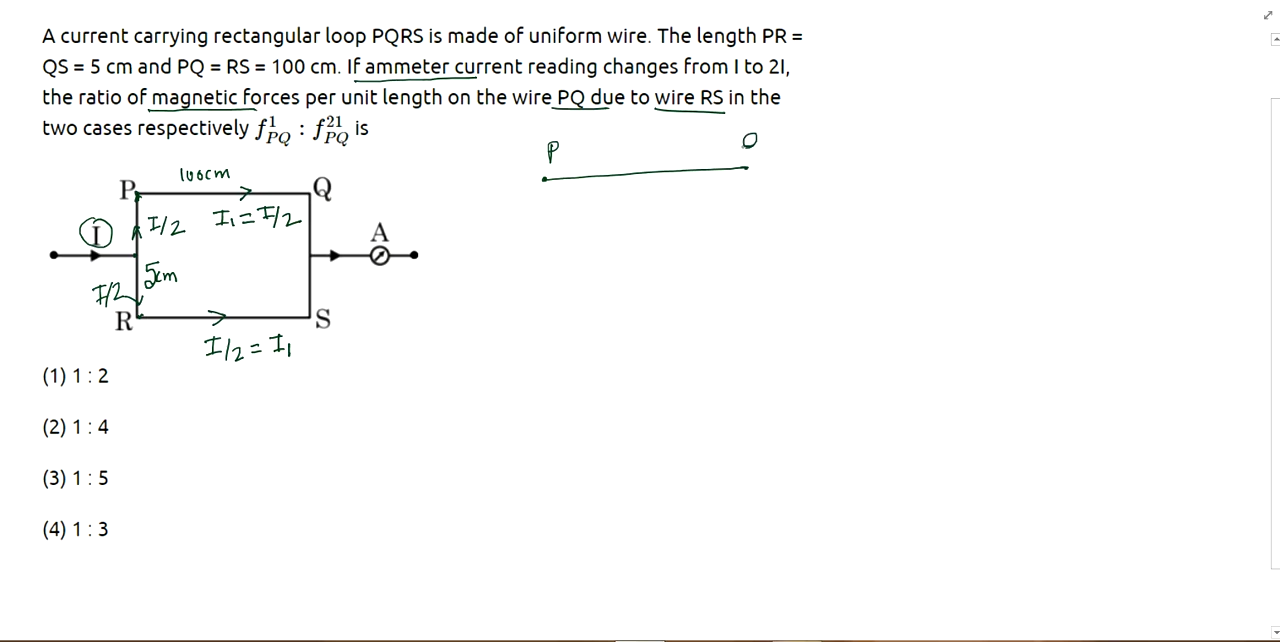 A current carrying rectangular loop PQRS is made of uniform wire. The length PR =
QS = 5 cm and PQ = RS = 100 cm. If ammeter current reading changes from I to 2I,
the ratio of magnetic forces per unit length on the wire PQ due to wire RS in the
two cases respectively f^1_PQ : f^21_PQ is
P Q
100cm
P Q
I I/2 I₁ = I/2 A
5cm
I/2
R S
I/2 = I₁
(1) 1 : 2
(2) 1 : 4
(3) 1 : 5
(4) 1 : 3